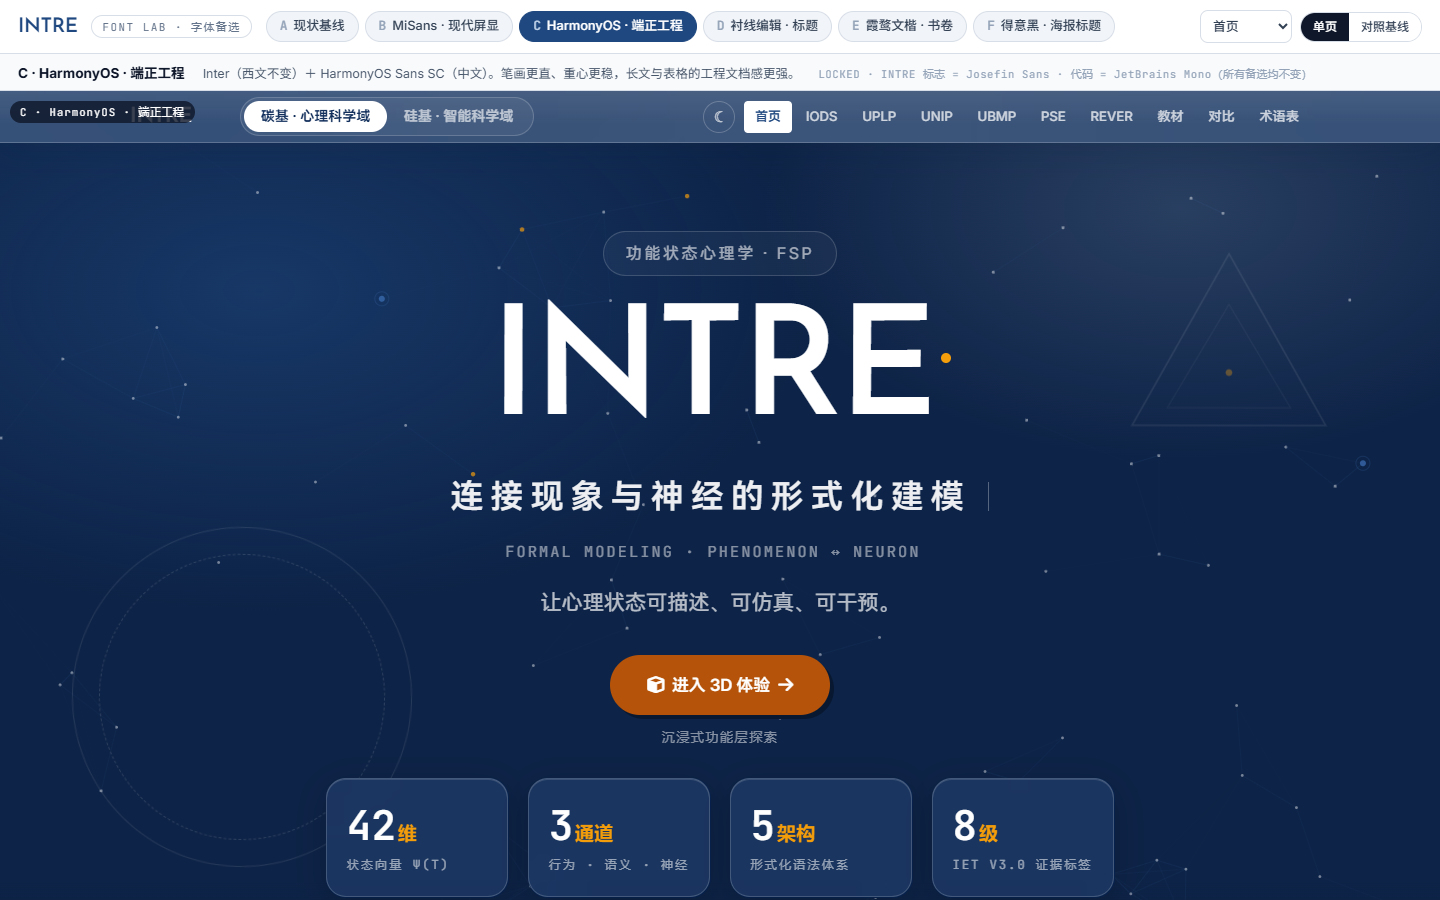 INTRE FONT LAB · 字体备选 A 现状基线 B MiSans · 现代屏显 C HarmonyOS · 端正工程 D 衬线编辑 · 标题 E 霞鹜文楷 · 书卷 F 得意黑 · 海报标题 首页 单页 对照基线
C · HarmonyOS · 端正工程 Inter（西文不变）＋ HarmonyOS Sans SC（中文）。笔画更直、重心更稳，长文与表格的工程文档感更强。 LOCKED · INTRE 标志 = Josefin Sans · 代码 = JetBrains Mono（所有备选均不变）
C · HarmonyOS · 端正工程 碳基 · 心理科学域 硅基 · 智能科学域 首页 IODS UPLP UNIP UBMP PSE REVER 教材 对比 术语表
功能状态心理学 · FSP
INTRE
连接现象与神经的形式化建模
FORMAL MODELING · PHENOMENON ↔ NEURON
让心理状态可描述、可仿真、可干预。
进入 3D 体验 →
沉浸式功能层探索
42维 3通道 5架构 8级
状态向量 Ψ(T) 行为 · 语义 · 神经 形式化语法体系 IET V3.0 证据标签